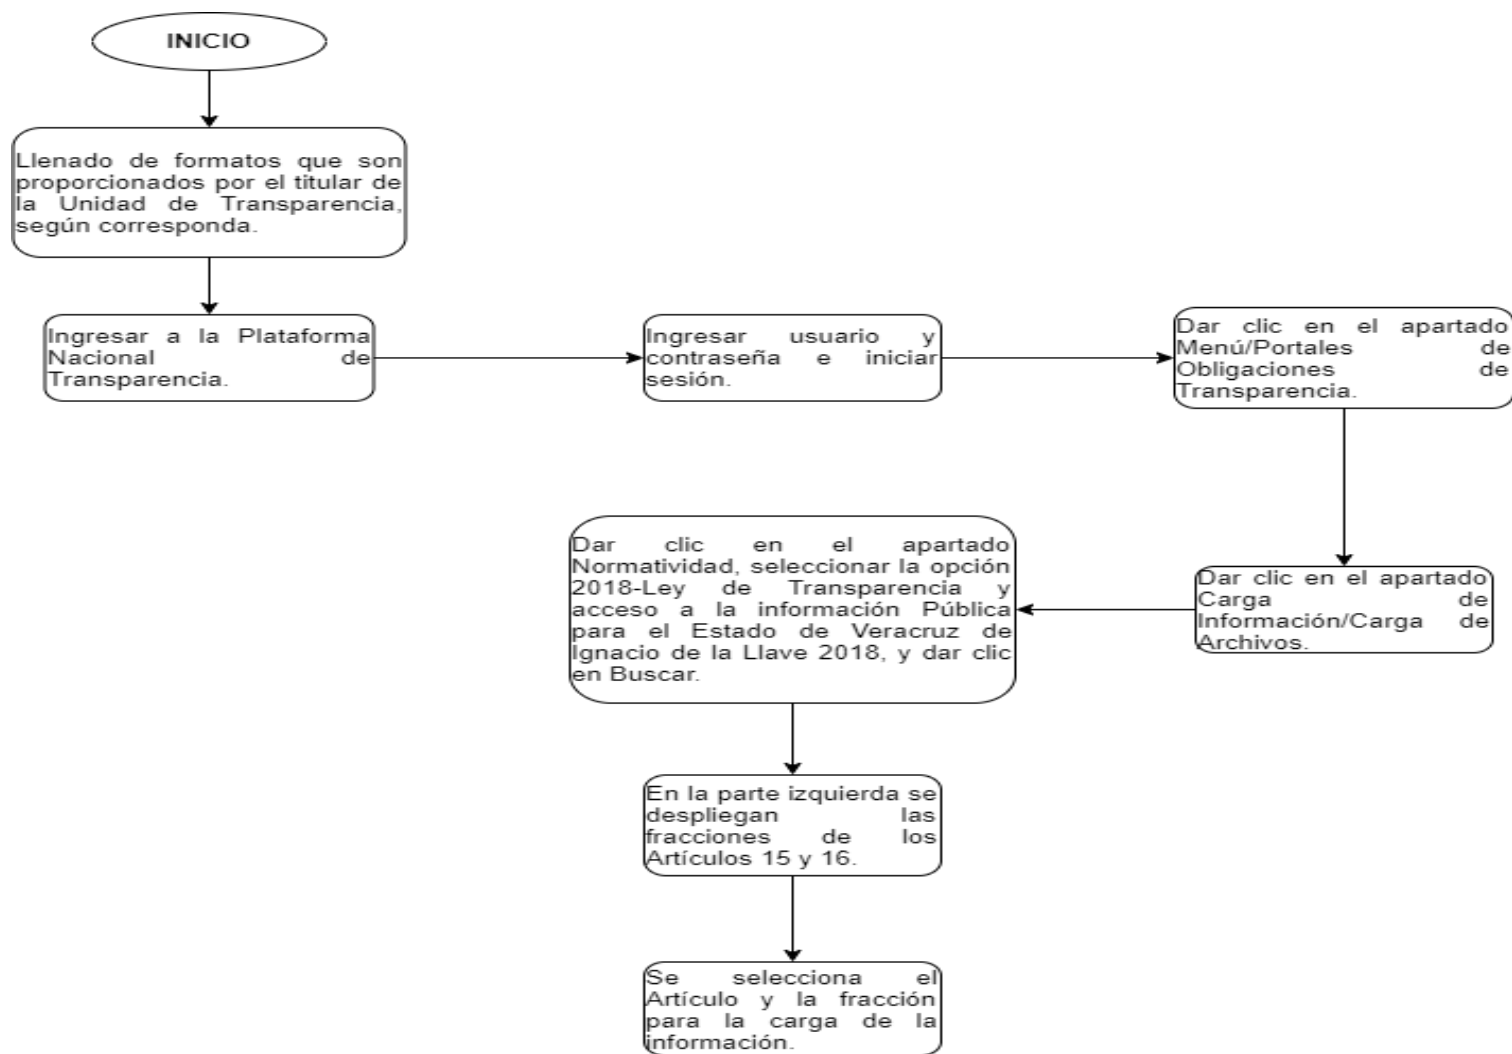 INICIO
Llenado de formatos que son
proporcionados por el titular de
la Unidad de Transparencia,
según corresponda.
Ingresar a la Plataforma
Nacional de
Transparencia.
Ingresar usuario y
contraseña e iniciar
sesión.
Dar clic en el apartado
Menú/Portales de
Obligaciones de
Transparencia.
Dar clic en el apartado
Carga de
Información/Carga de
Archivos.
Dar clic en el apartado
Normatividad, seleccionar la opción
2018-Ley de Transparencia y
acceso a la información Pública
para el Estado de Veracruz de
Ignacio de la Llave 2018, y dar clic
en Buscar.
En la parte izquierda se
despliegan las
fracciones de los
Artículos 15 y 16.
Se selecciona el
Artículo y la fracción
para la carga de la
información.